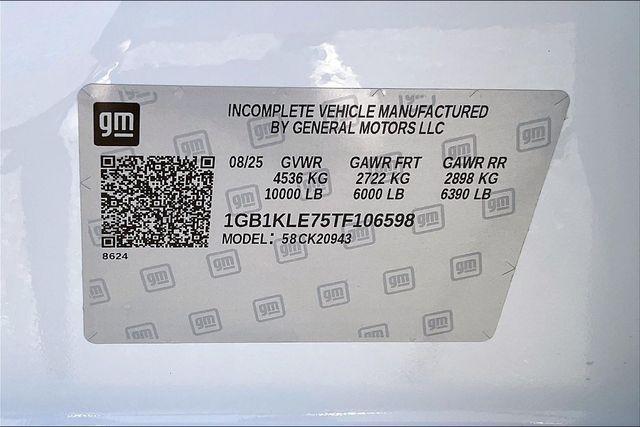 gm
INCOMPLETE VEHICLE MANUFACTURED
BY GENERAL MOTORS LLC
08/25 GVWR GAWR FRT GAWR RR
4536 KG 2722 KG 2898 KG
10000 LB 6000 LB 6390 LB
1GB1KLE75TF106598
MODEL: 58CK20943
8624